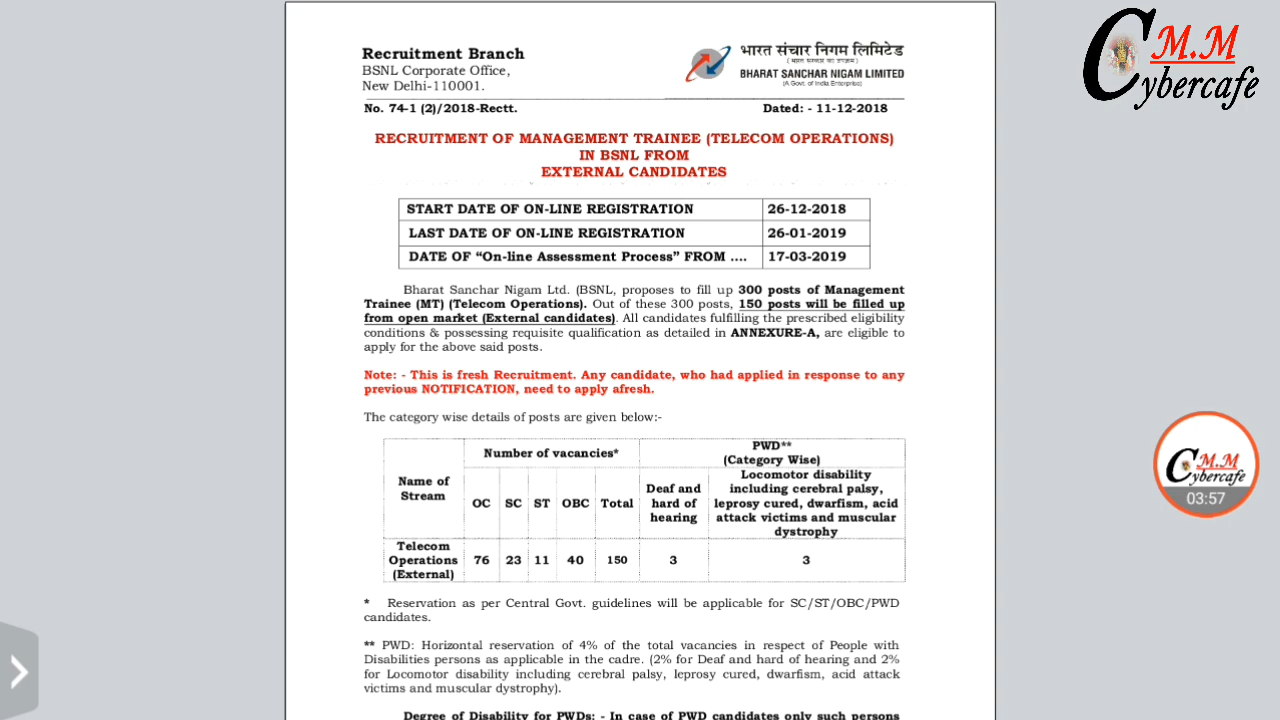 Recruitment Branch
BSNL Corporate Office,
New Delhi-110001.
भारत संचार निगम लिमिटेड
(भारत सरकार का उपक्रम)
BHARAT SANCHAR NIGAM LIMITED
(A Govt. of India Enterprise)
C M.M
Cybercafe
No. 74-1 (2)/2018-Rectt. Dated: - 11-12-2018
RECRUITMENT OF MANAGEMENT TRAINEE (TELECOM OPERATIONS)
IN BSNL FROM
EXTERNAL CANDIDATES
START DATE OF ON-LINE REGISTRATION 26-12-2018
LAST DATE OF ON-LINE REGISTRATION 26-01-2019
DATE OF “On-line Assessment Process” FROM .... 17-03-2019
Bharat Sanchar Nigam Ltd. (BSNL, proposes to fill up 300 posts of Management
Trainee (MT) (Telecom Operations). Out of these 300 posts, 150 posts will be filled up
from open market (External candidates). All candidates fulfilling the prescribed eligibility
conditions & possessing requisite qualification as detailed in ANNEXURE-A, are eligible to
apply for the above said posts.
Note: - This is fresh Recruitment. Any candidate, who had applied in response to any
previous NOTIFICATION, need to apply afresh.
The category wise details of posts are given below:-
Name of
Stream
Number of vacancies*
PWD**
(Category Wise)
OC SC ST OBC Total
Deaf and
hard of
hearing
Locomotor disability
including cerebral palsy,
leprosy cured, dwarfism, acid
attack victims and muscular
dystrophy
Telecom
Operations
(External)
76 23 11 40 150 3 3
* Reservation as per Central Govt. guidelines will be applicable for SC/ST/OBC/PWD
candidates.
** PWD: Horizontal reservation of 4% of the total vacancies in respect of People with
Disabilities persons as applicable in the cadre. (2% for Deaf and hard of hearing and 2%
for Locomotor disability including cerebral palsy, leprosy cured, dwarfism, acid attack
victims and muscular dystrophy).
Degree of Disability for PWDs: - In case of PWD candidates only such persons
M.M
Cybercafe
03:57